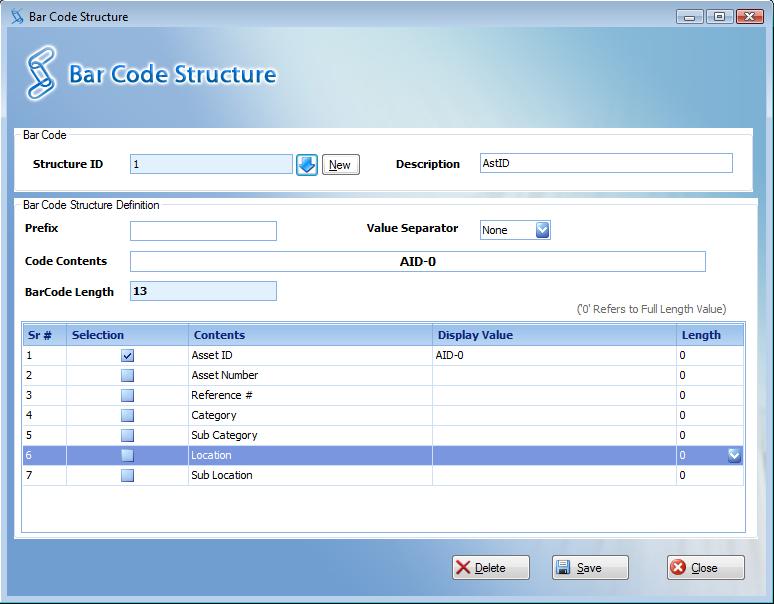 Bar Code Structure
Bar Code Structure
Bar Code
Structure ID 1 New Description AstID
Bar Code Structure Definition
Prefix Value Separator None
Code Contents AID-0
BarCode Length 13
('0' Refers to Full Length Value)
Sr # Selection Contents Display Value Length
1 Asset ID AID-0 0
2 Asset Number 0
3 Reference # 0
4 Category 0
5 Sub Category 0
6 Location 0
7 Sub Location 0
Delete Save Close